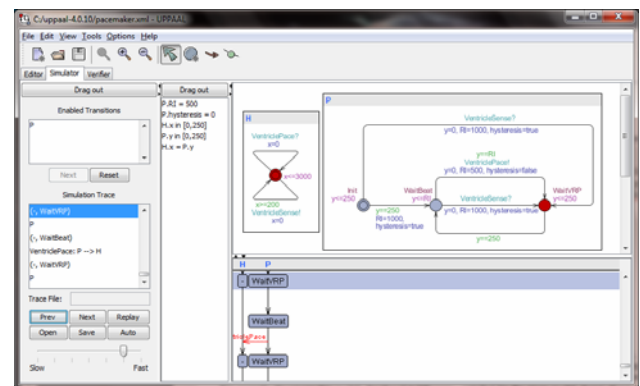 C:/uppaal-4.0.10/pacemaker.xml - UPPAAL
File Edit View Tools Options Help
Editor Simulator Verifier
Drag out
Enabled Transitions
P
Next Reset
Simulation Trace
(-, WaitVRP)
P
(-, WaitBeat)
VentriclePace: P --> H
(-, WaitVRP)
P
Trace File:
Prev Next Replay
Open Save Auto
Slow Fast
Drag out
P.RI = 500
P.hysteresis = 0
H.x in [0,250]
P.y in [0,250]
H.x = P.y
H
VentriclePace?
x=0
x<=3000
x>=200
VentricleSense!
x=0
P
VentricleSense?
y=0, RI=1000, hysteresis=true
y>=RI
VentriclePace!
y=0, RI=500, hysteresis=false
Init
y<=250
WaitBeat
y<=RI
WaitVRP
y<=250
VentricleSense?
y=0, RI=1000, hysteresis=true
y>=250
RI=1000,
hysteresis=true
y>=250
H P
- WaitVRP
WaitBeat
triclePace
- WaitVRP